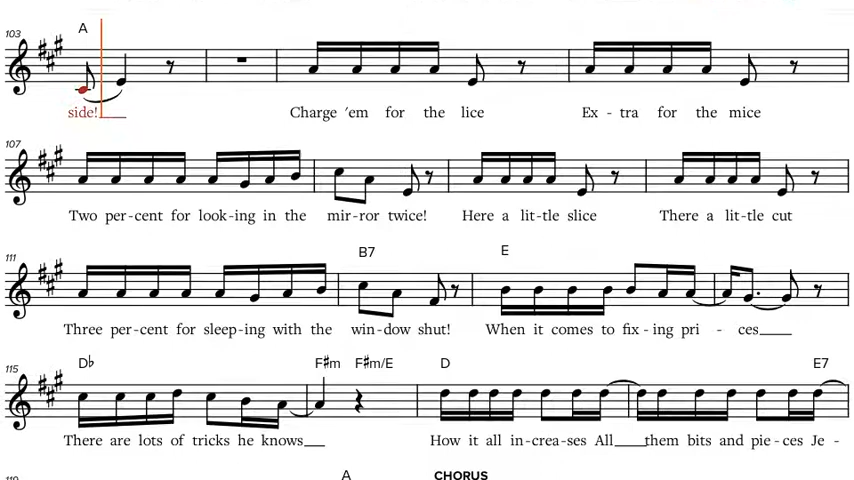 103 A
side!
Charge 'em for the lice Ex - tra for the mice
107
Two per - cent for look - ing in the mir - ror twice! Here a lit - tle slice There a lit - tle cut
111 B7 E
Three per - cent for sleep - ing with the win - dow shut! When it comes to fix - ing pri - ces
115 D♭ F♯m F♯m/E D E7
There are lots of tricks he knows How it all in - crea - ses All them bits and pie - ces Je -
A CHORUS